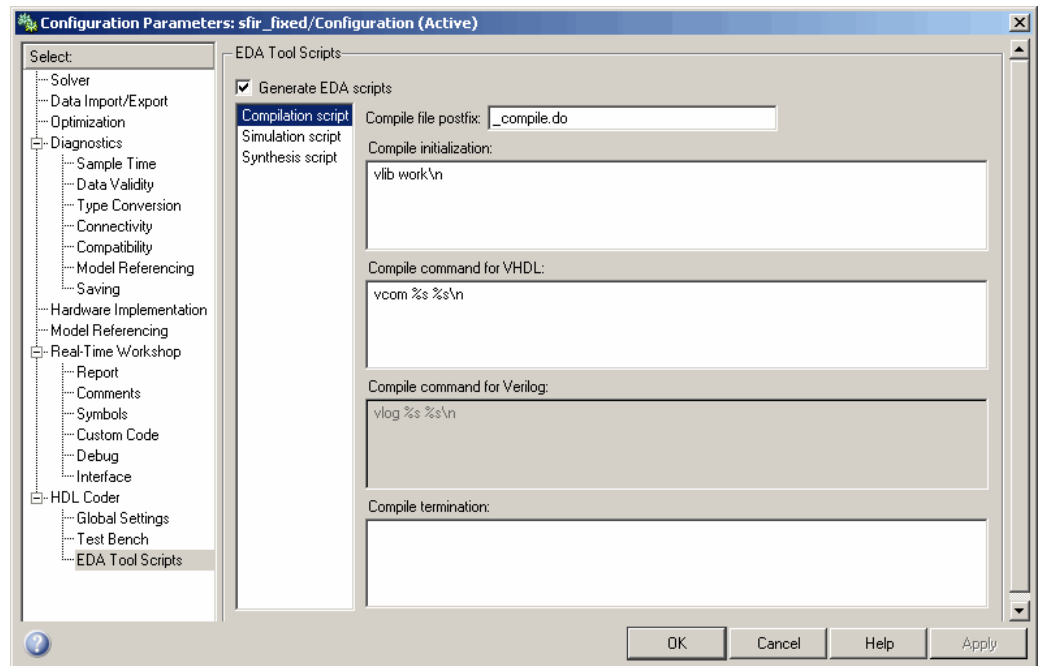 Configuration Parameters: sfir_fixed/Configuration (Active)
Select:
Solver
Data Import/Export
Optimization
Diagnostics
Sample Time
Data Validity
Type Conversion
Connectivity
Compatibility
Model Referencing
Saving
Hardware Implementation
Model Referencing
Real-Time Workshop
Report
Comments
Symbols
Custom Code
Debug
Interface
HDL Coder
Global Settings
Test Bench
EDA Tool Scripts
EDA Tool Scripts
Generate EDA scripts
Compilation script
Simulation script
Synthesis script
Compile file postfix: _compile.do
Compile initialization:
vlib work\n
Compile command for VHDL:
vcom %s %s\n
Compile command for Verilog:
vlog %s %s\n
Compile termination:
OK Cancel Help Apply